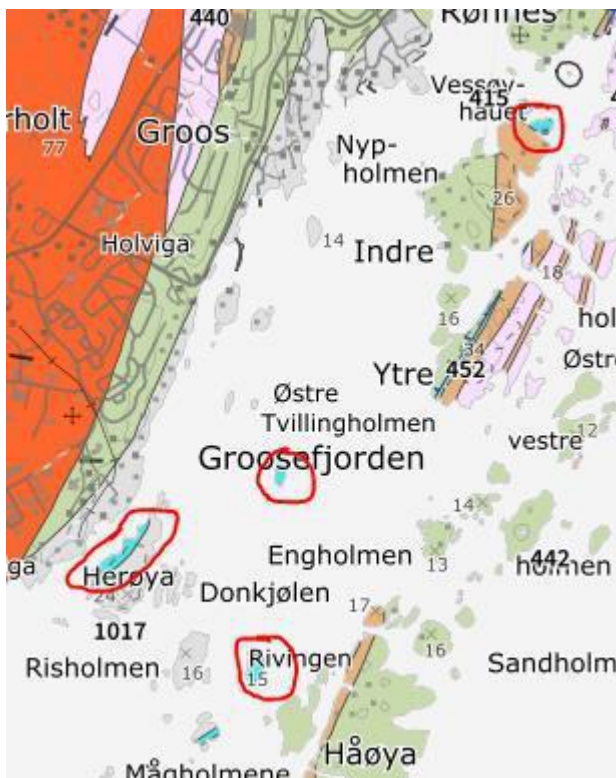 440
Rønnes
Vessøy-
415
hauet
rholt
77
Groos
Nyp-
holmen
26
Holviga
14
Indre
18
16
hol
34
Ytre
452
Østre
Østre
Tvillingholmen
12
vestre
Groosefjorden
14
Engholmen
13
holmen
442
ga
Herøya
24
Donkjølen
17
1017
16
Risholmen
16
Rivingen
15
Sandholm
Håøya
Mågholmene